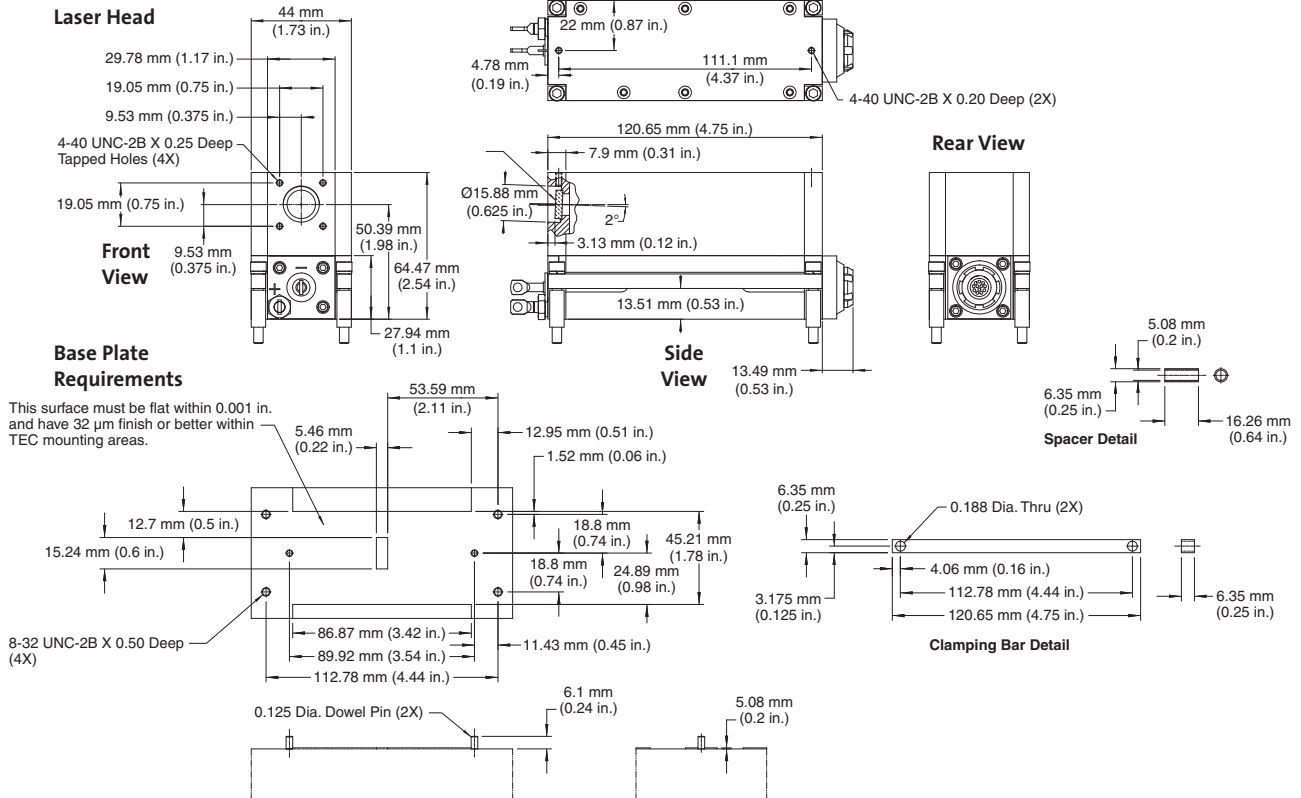 Laser Head
44 mm
(1.73 in.)
29.78 mm (1.17 in.)
19.05 mm (0.75 in.)
9.53 mm (0.375 in.)
4-40 UNC-2B X 0.25 Deep
Tapped Holes (4X)
19.05 mm (0.75 in.)
Front
View
9.53 mm
(0.375 in.)
50.39 mm
(1.98 in.)
64.47 mm
(2.54 in.)
27.94 mm
(1.1 in.)
+
−
22 mm (0.87 in.)
4.78 mm
(0.19 in.)
111.1 mm
(4.37 in.)
4-40 UNC-2B X 0.20 Deep (2X)
120.65 mm (4.75 in.)
7.9 mm (0.31 in.)
Ø15.88 mm
(0.625 in.)
2°
3.13 mm (0.12 in.)
13.51 mm (0.53 in.)
Side
View
13.49 mm
(0.53 in.)
Rear View
5.08 mm
(0.2 in.)
6.35 mm
(0.25 in.)
16.26 mm
(0.64 in.)
Spacer Detail
Base Plate
Requirements
This surface must be flat within 0.001 in.
and have 32 µm finish or better within
TEC mounting areas.
53.59 mm
(2.11 in.)
5.46 mm
(0.22 in.)
12.95 mm (0.51 in.)
1.52 mm (0.06 in.)
12.7 mm (0.5 in.)
15.24 mm (0.6 in.)
18.8 mm
(0.74 in.)
45.21 mm
(1.78 in.)
18.8 mm
(0.74 in.)
24.89 mm
(0.98 in.)
8-32 UNC-2B X 0.50 Deep
(4X)
86.87 mm (3.42 in.)
89.92 mm (3.54 in.)
11.43 mm (0.45 in.)
112.78 mm (4.44 in.)
6.35 mm
(0.25 in.)
0.188 Dia. Thru (2X)
4.06 mm (0.16 in.)
3.175 mm
(0.125 in.)
112.78 mm (4.44 in.)
120.65 mm (4.75 in.)
6.35 mm
(0.25 in.)
Clamping Bar Detail
0.125 Dia. Dowel Pin (2X)
6.1 mm
(0.24 in.)
5.08 mm
(0.2 in.)